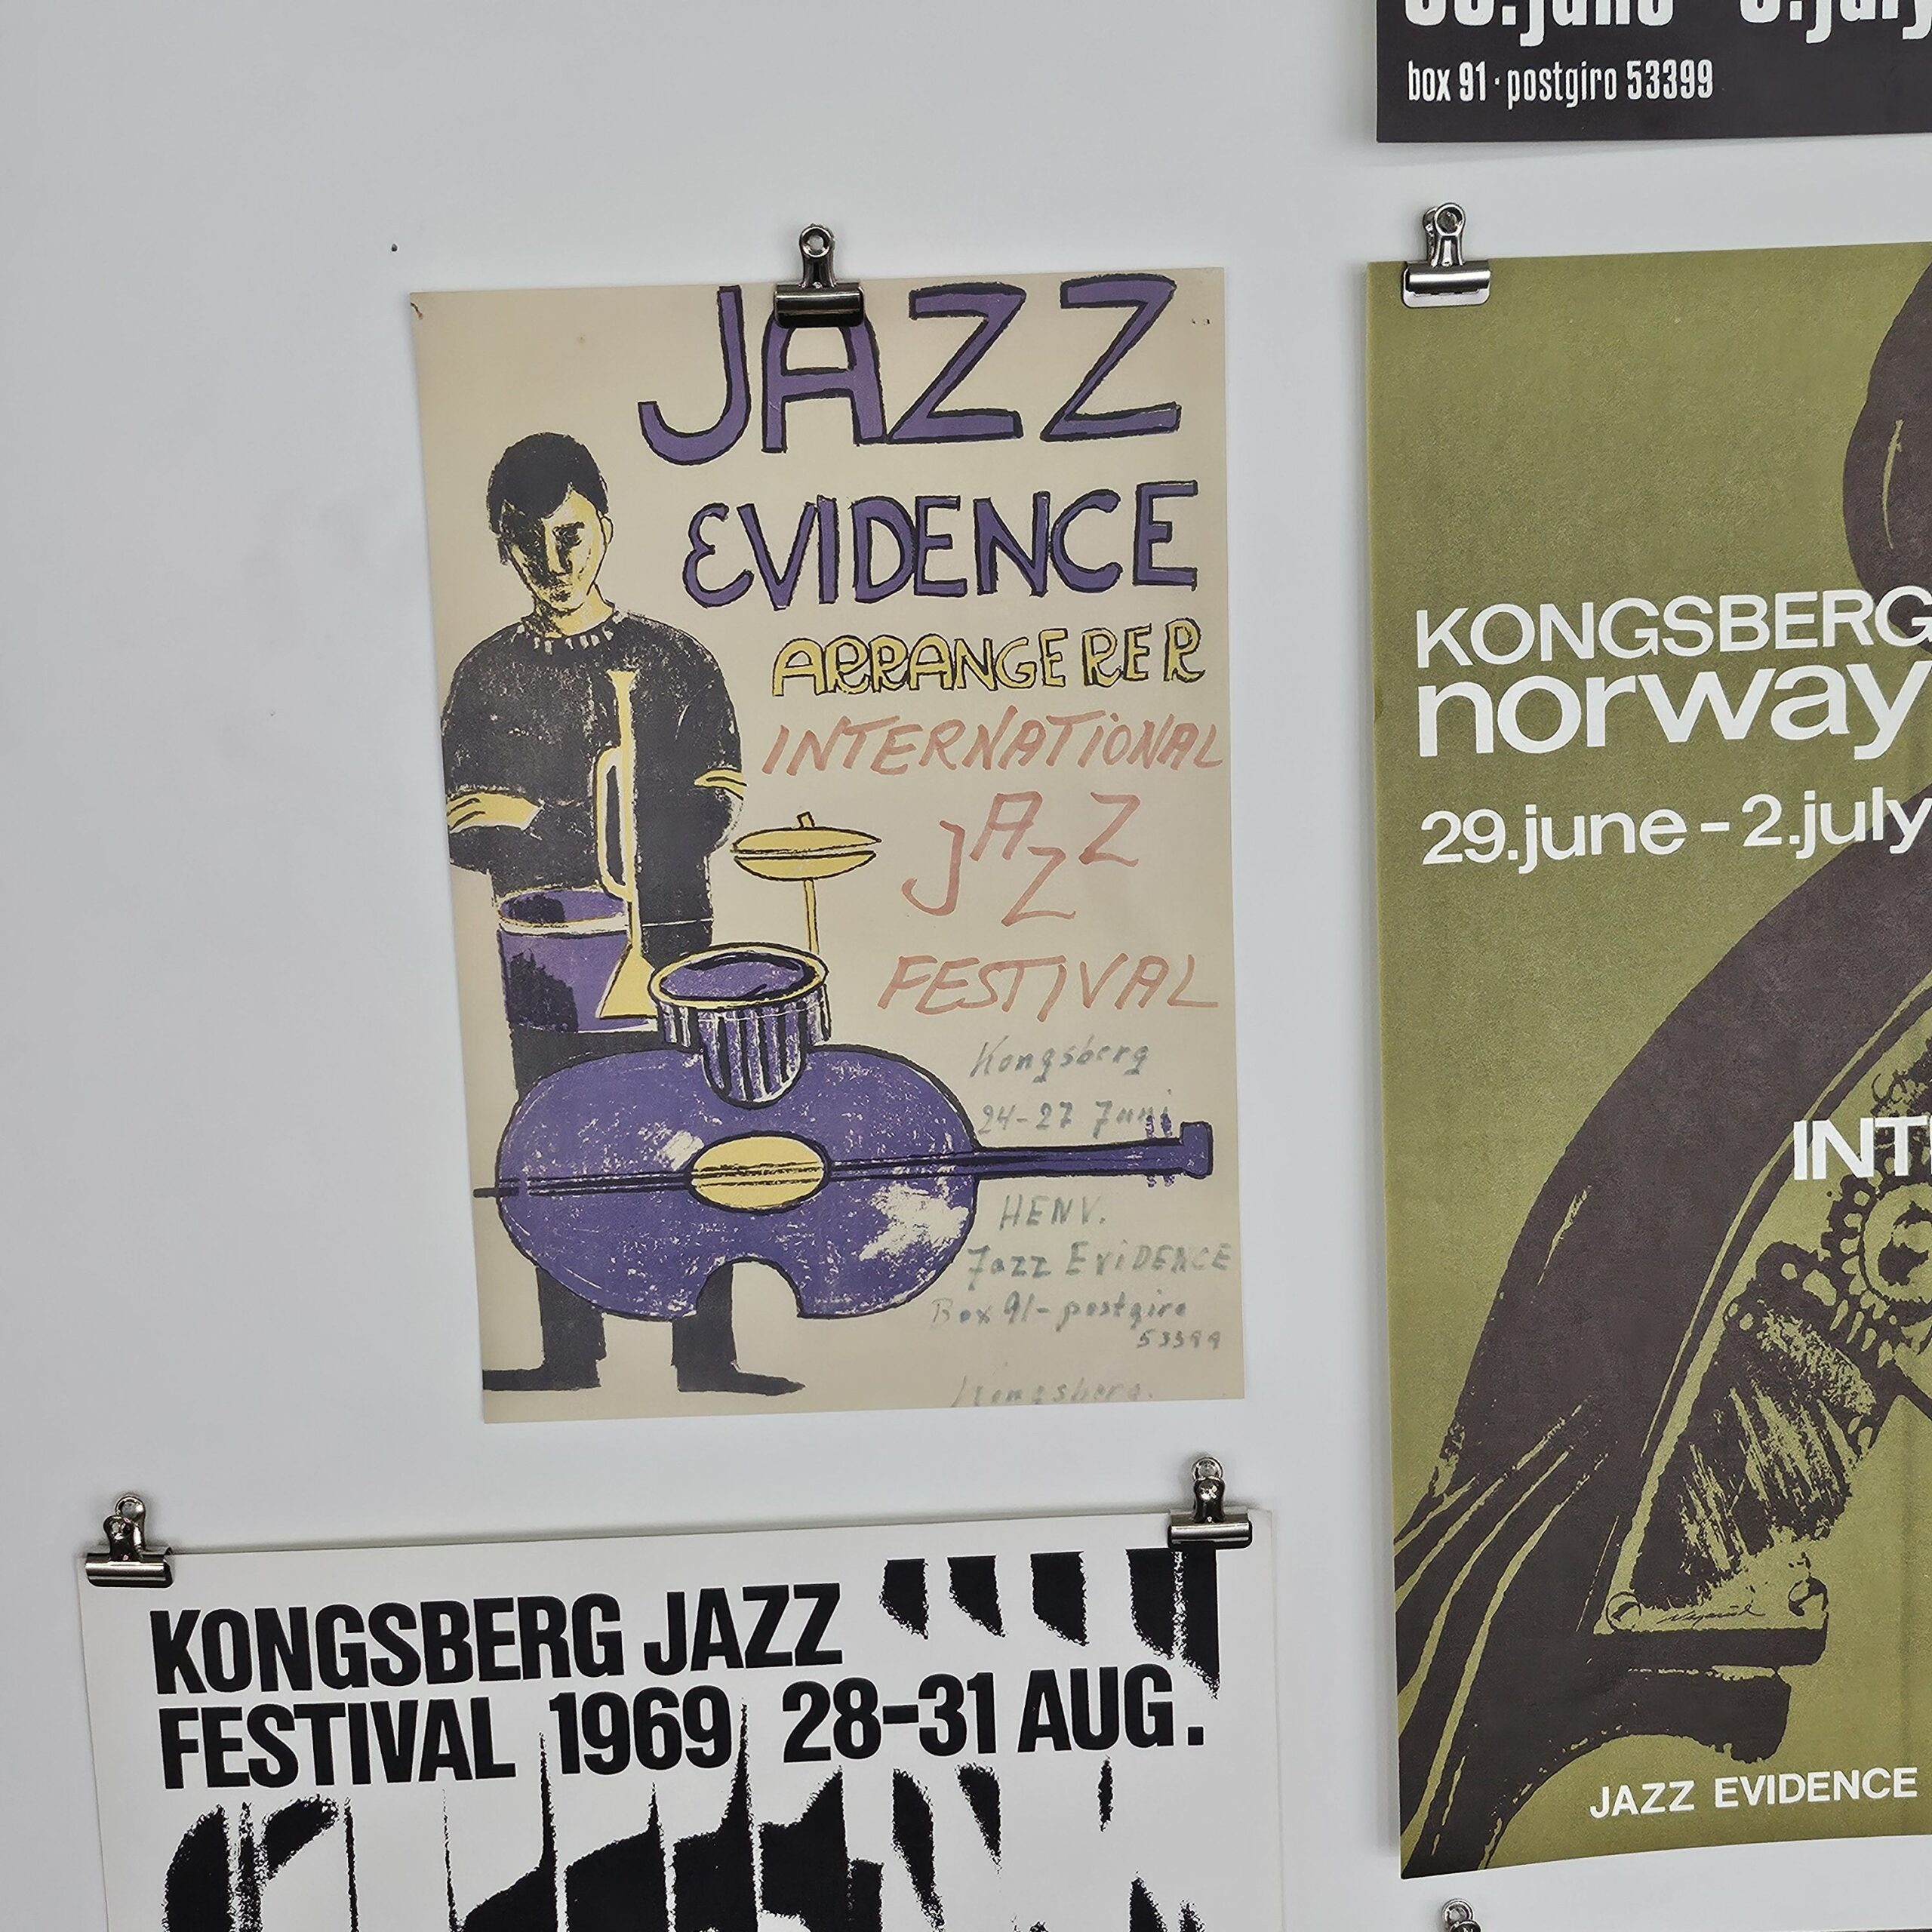 box 91 · postgiro 53399
JAZZ
EVIDENCE
ARRANGERER
INTERNATIONAL
JAZZ
FESTIVAL
Kongsberg
24-27 Juni
HENV.
Jazz EviDENCE
Box 91- postgiro
53399
Kongsberg.
KONGSBERG
norway
29.june - 2.july
JAZZ EVIDENCE
KONGSBERG JAZZ
FESTIVAL 1969 28-31 AUG.